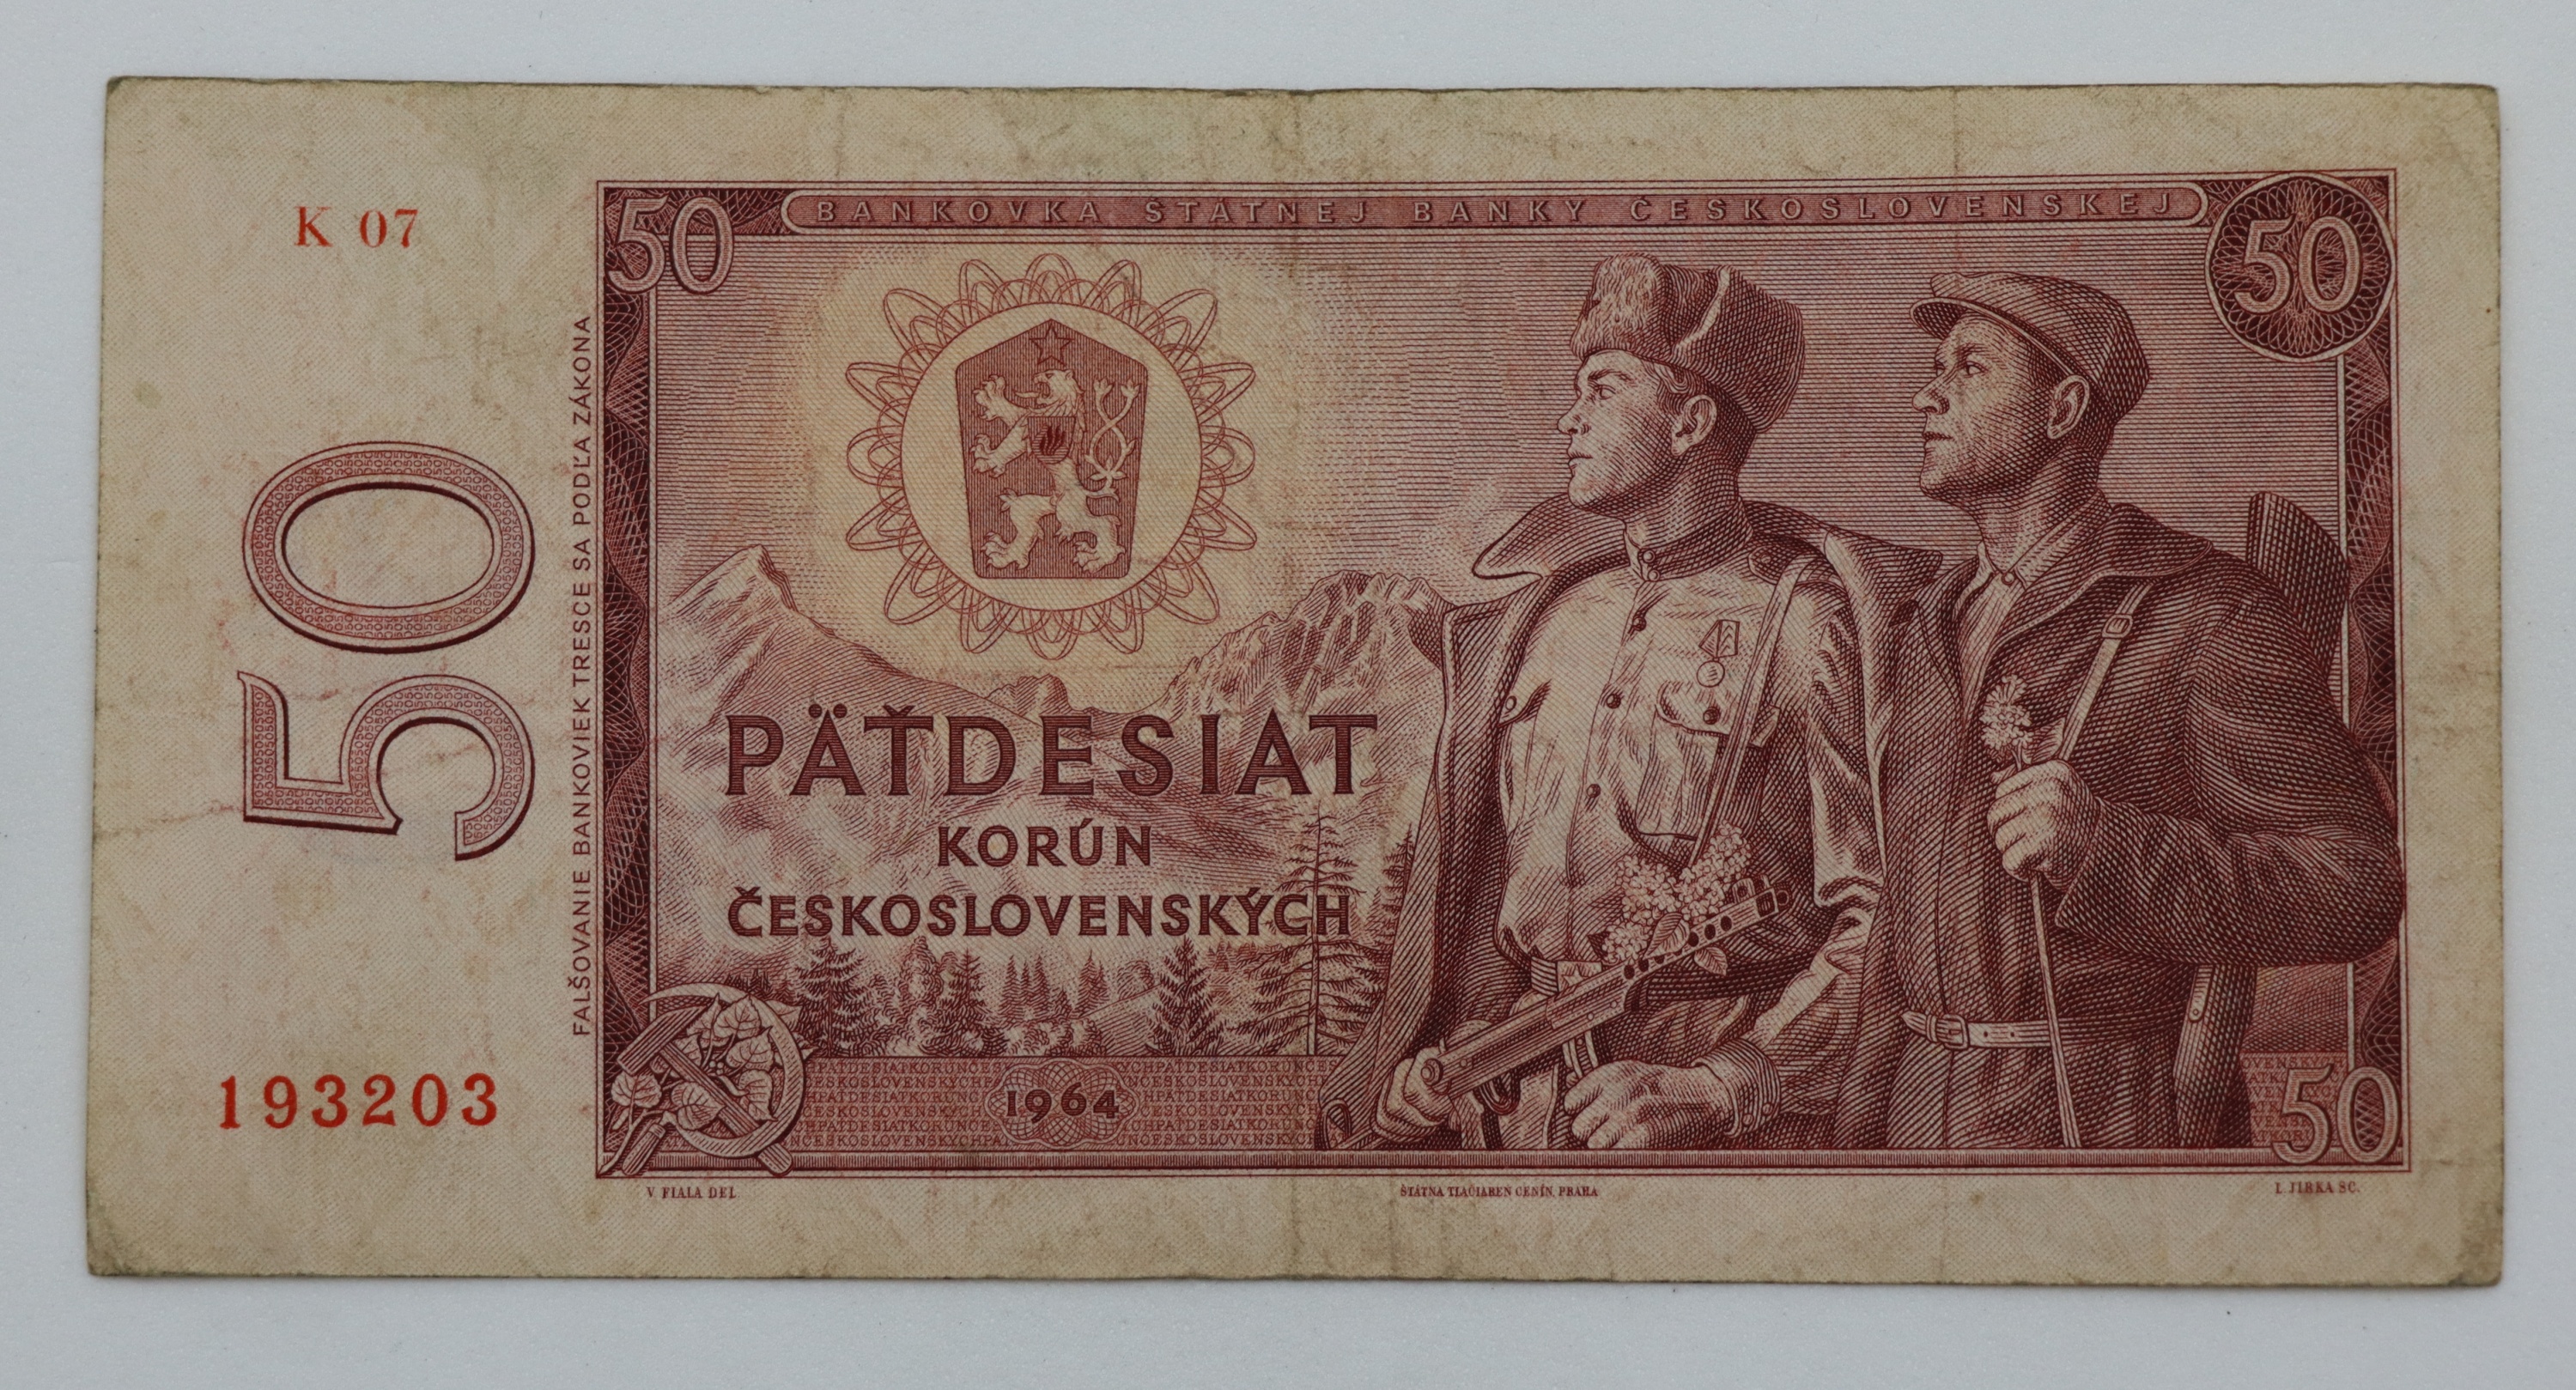 K 07
50
BANKOVKA ŠTÁTNEJ BANKY ČESKOSLOVENSKEJ
50
50
FALŠOVANIE BANKOVIEK TRESCE SA PODĽA ZÁKONA
PÄŤDESIAT
KORÚN
ČESKOSLOVENSKÝCH
193203
1964
50
V. FIALA DEL.
ŠTÁTNA TLAČIAREŇ CENÍN, PRAHA
J. JIRKA SC.